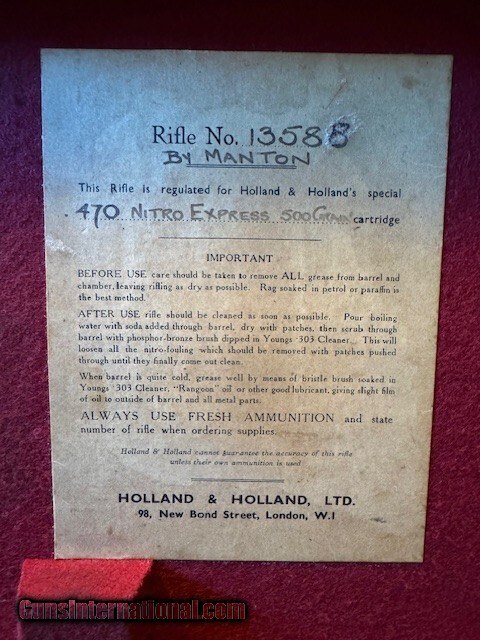 Rifle No. 13588
BY MANTON
This Rifle is regulated for Holland & Holland's special
470 NITRO EXPRESS 500 Grain cartridge
IMPORTANT
BEFORE USE care should be taken to remove ALL grease from barrel and
chamber, leaving rifling as dry as possible. Rag soaked in petrol or paraffin is
the best method.
AFTER USE rifle should be cleaned as soon as possible. Pour boiling
water with soda added through barrel, dry with patches, then scrub through
barrel with phosphor-bronze brush dipped in Youngs ·303 Cleaner. This will
loosen all the nitro-fouling which should be removed with patches pushed
through until they finally come out clean.
When barrel is quite cold, grease well by means of bristle brush soaked in
Youngs ·303 Cleaner, "Rangoon" oil or other good lubricant, giving slight film
of oil to outside of barrel and all metal parts.
ALWAYS USE FRESH AMMUNITION and state
number of rifle when ordering supplies.
Holland & Holland cannot guarantee the accuracy of this rifle
unless their own ammunition is used
HOLLAND & HOLLAND, LTD.
98, New Bond Street, London, W.1
GunsInternational.com